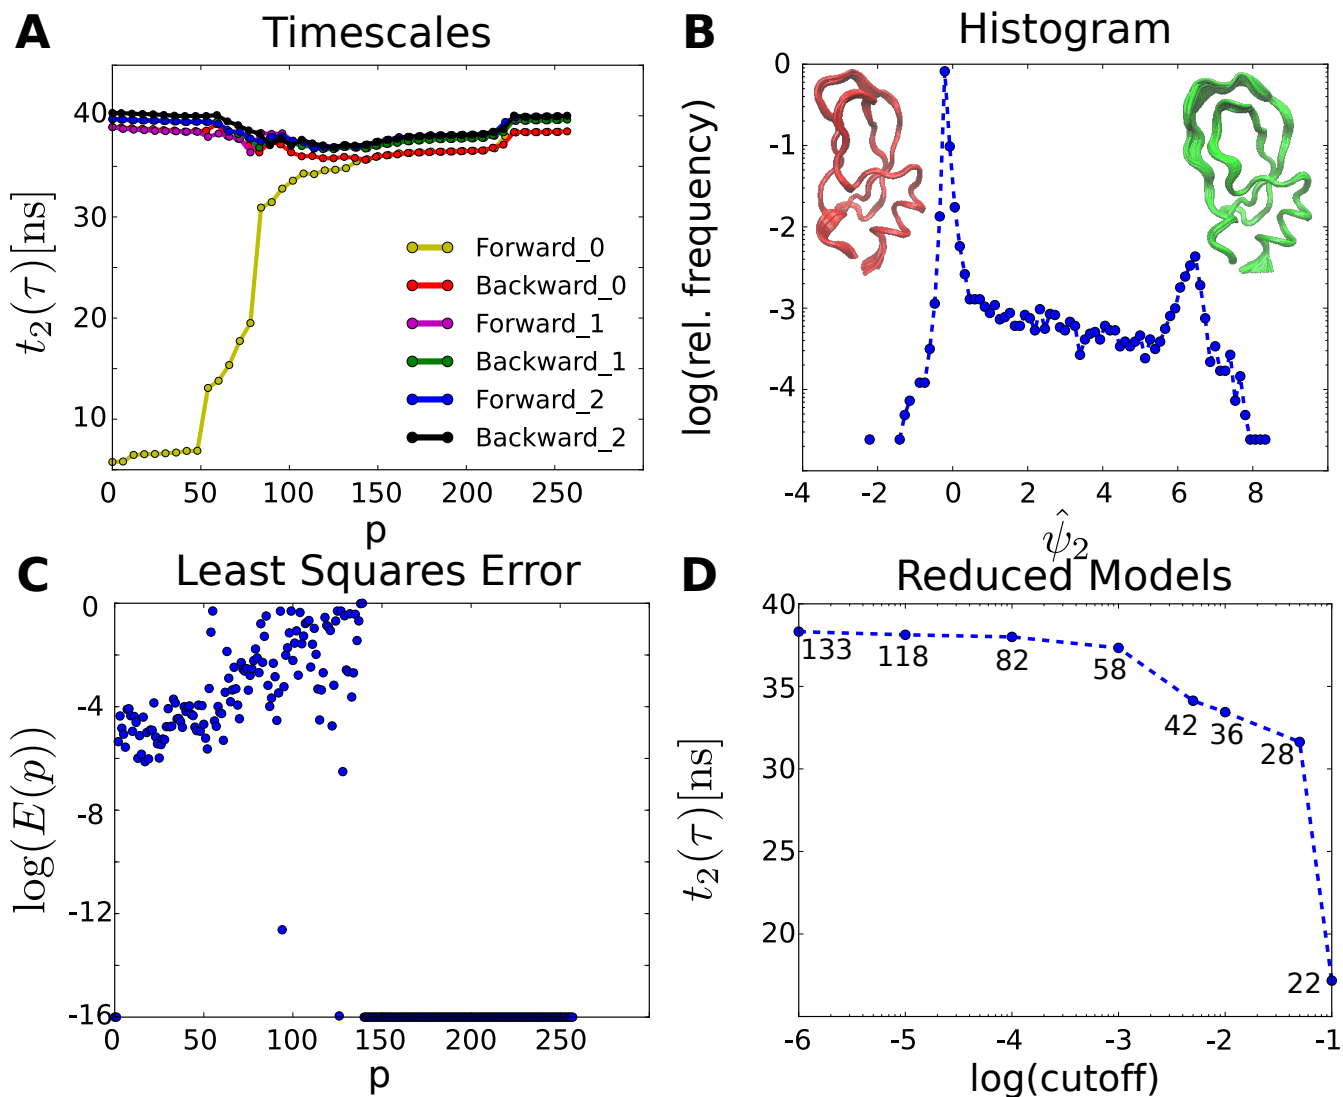 A
Timescales
40
30
20
10
0
50
100
150
200
250
p
t₂(τ)[ns]
Forward_0
Backward_0
Forward_1
Backward_1
Forward_2
Backward_2
B
Histogram
0
-1
-2
-3
-4
-4
-2
0
2
4
6
8
log(rel. frequency)
ψ̂₂
C
Least Squares Error
0
-4
-8
-12
-16
0
50
100
150
200
250
p
log(E(p))
D
Reduced Models
40
35
30
25
20
-6
-5
-4
-3
-2
-1
log(cutoff)
t₂(τ)[ns]
133
118
82
58
42
36
28
22